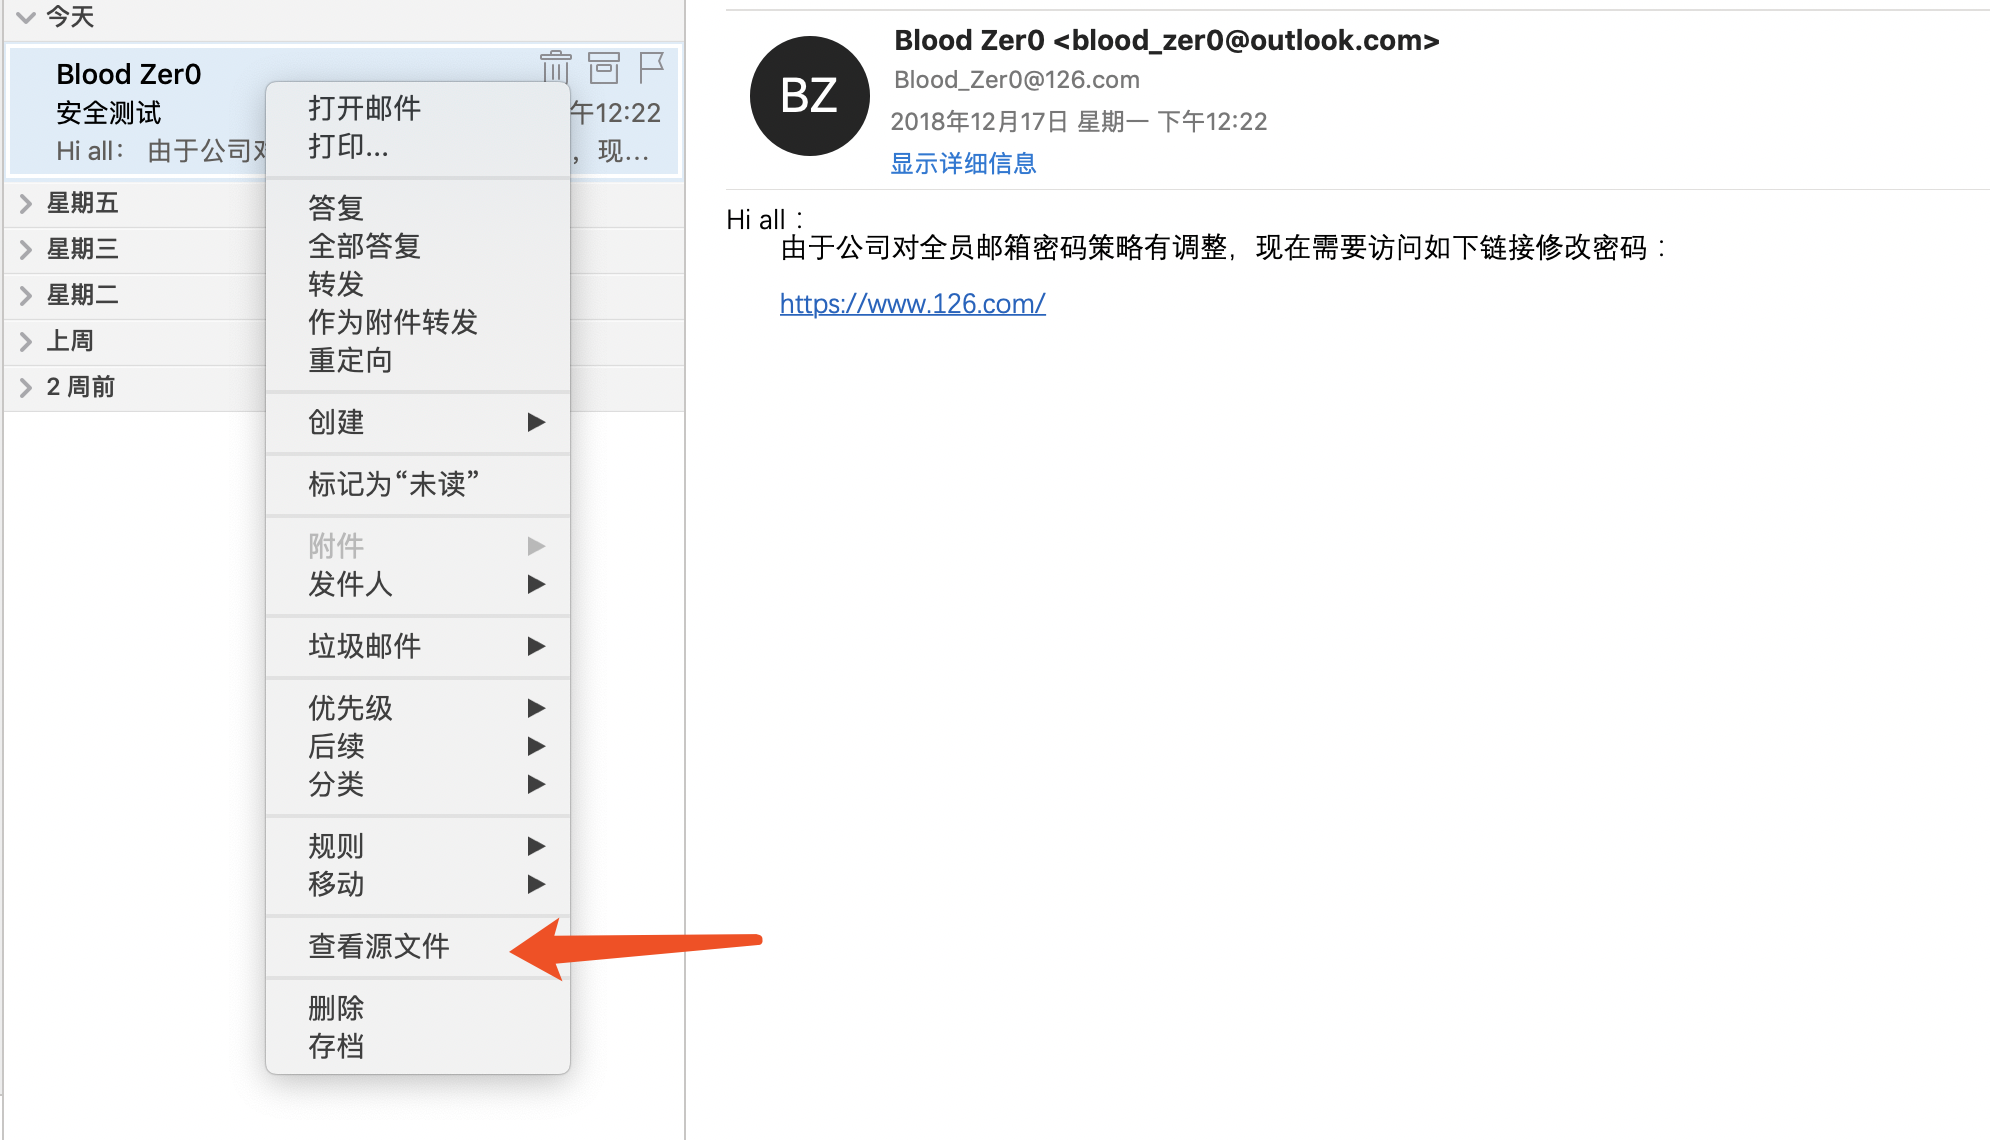 今天
Blood Zer0
安全测试
午12:22
Hi all： 由于公司
，现...
星期五
星期三
星期二
上周
2 周前
打开邮件
打印...
答复
全部答复
转发
作为附件转发
重定向
创建
标记为“未读”
附件
发件人
垃圾邮件
优先级
后续
分类
规则
移动
查看源文件
删除
存档
BZ
Blood Zer0 <blood_zer0@outlook.com>
Blood_Zer0@126.com
2018年12月17日 星期一 下午12:22
显示详细信息
Hi all：
由于公司对全员邮箱密码策略有调整，现在需要访问如下链接修改密码：
https://www.126.com/